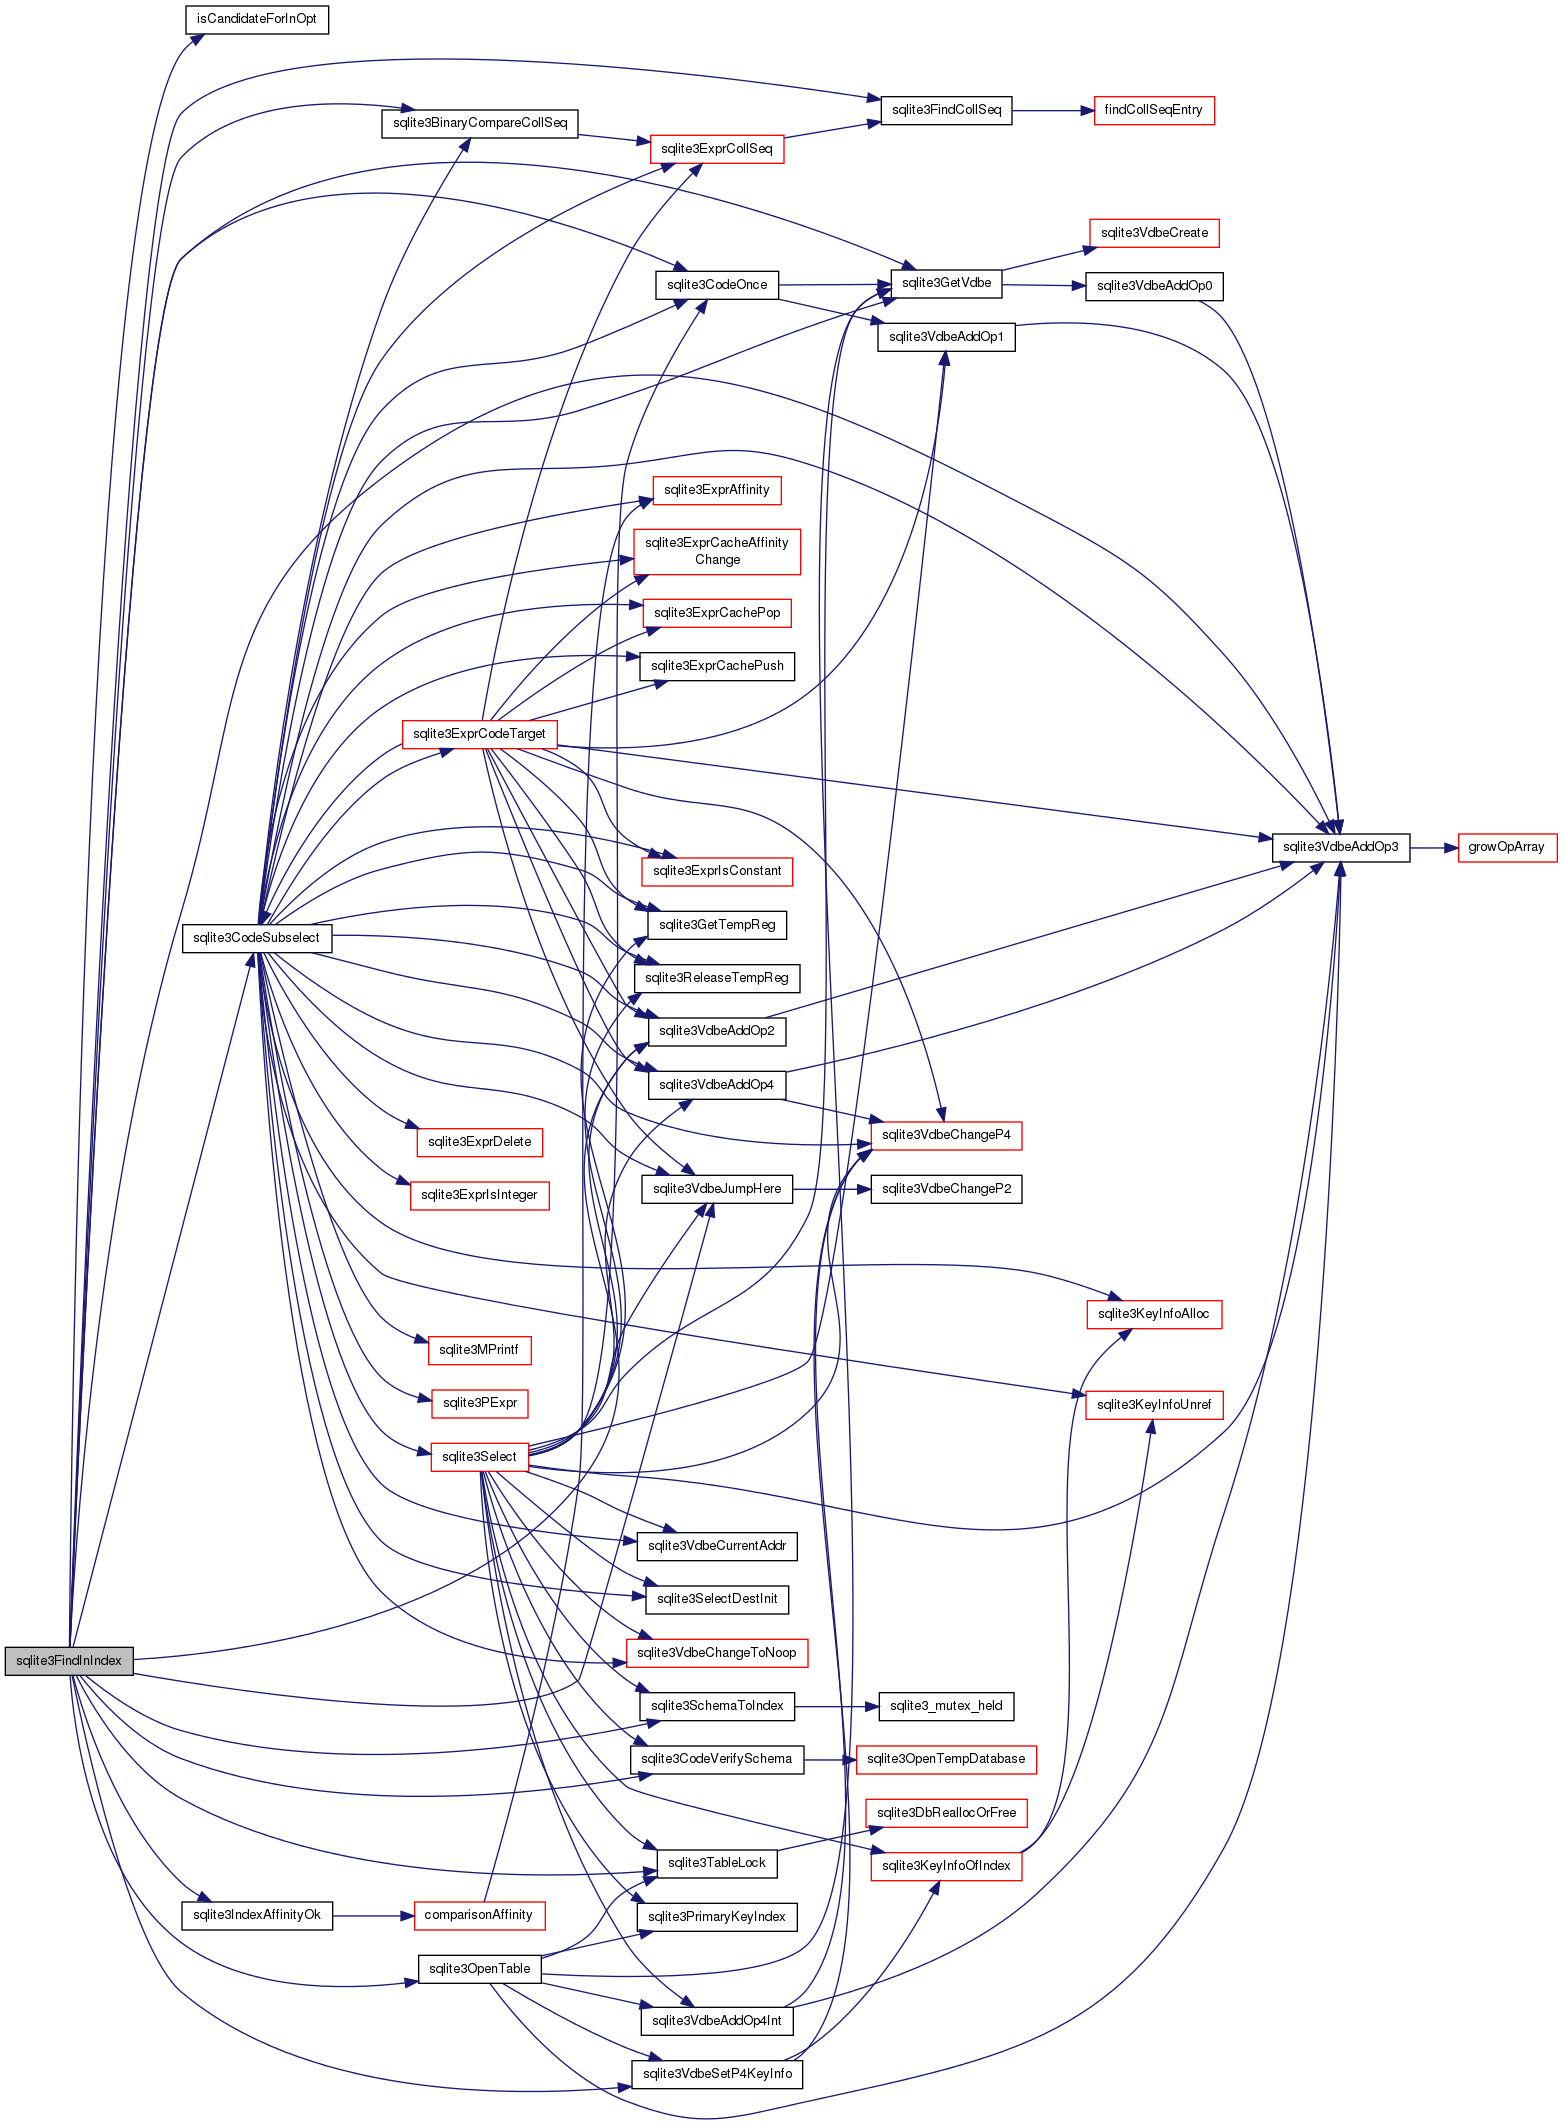 isCandidateForInOpt
sqlite3FindCollSeq
findCollSeqEntry
sqlite3BinaryCompareCollSeq
sqlite3ExprCollSeq
sqlite3VdbeCreate
sqlite3CodeOnce
sqlite3GetVdbe
sqlite3VdbeAddOp0
sqlite3VdbeAddOp1
sqlite3ExprAffinity
sqlite3ExprCacheAffinity
Change
sqlite3ExprCachePop
sqlite3ExprCachePush
sqlite3ExprCodeTarget
sqlite3VdbeAddOp3
growOpArray
sqlite3ExprIsConstant
sqlite3GetTempReg
sqlite3CodeSubselect
sqlite3ReleaseTempReg
sqlite3VdbeAddOp2
sqlite3VdbeAddOp4
sqlite3ExprDelete
sqlite3VdbeChangeP4
sqlite3ExprIsInteger
sqlite3VdbeJumpHere
sqlite3VdbeChangeP2
sqlite3KeyInfoAlloc
sqlite3MPrintf
sqlite3PExpr
sqlite3KeyInfoUnref
sqlite3Select
sqlite3VdbeCurrentAddr
sqlite3SelectDestInit
sqlite3FindInIndex
sqlite3VdbeChangeToNoop
sqlite3SchemaToIndex
sqlite3_mutex_held
sqlite3CodeVerifySchema
sqlite3OpenTempDatabase
sqlite3DbReallocOrFree
sqlite3TableLock
sqlite3KeyInfoOfIndex
sqlite3IndexAffinityOk
comparisonAffinity
sqlite3PrimaryKeyIndex
sqlite3OpenTable
sqlite3VdbeAddOp4Int
sqlite3VdbeSetP4KeyInfo